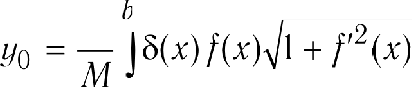 y₀ = —/M ∫ᵇ δ(x) f(x)√(1 + f′²(x))